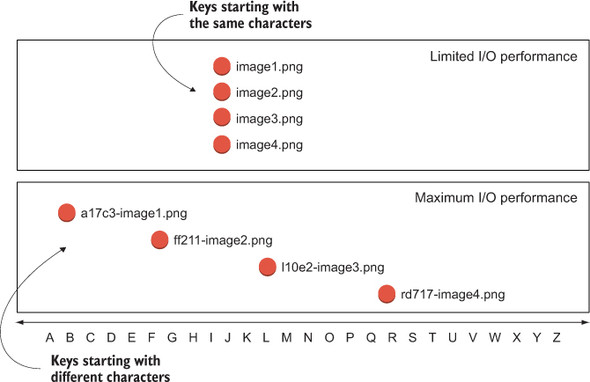 Keys starting with
the same characters
Limited I/O performance
image1.png
image2.png
image3.png
image4.png
Maximum I/O performance
a17c3-image1.png
ff211-image2.png
l10e2-image3.png
rd717-image4.png
A B C D E F G H I J K L M N O P Q R S T U V W X Y Z
Keys starting with
different characters